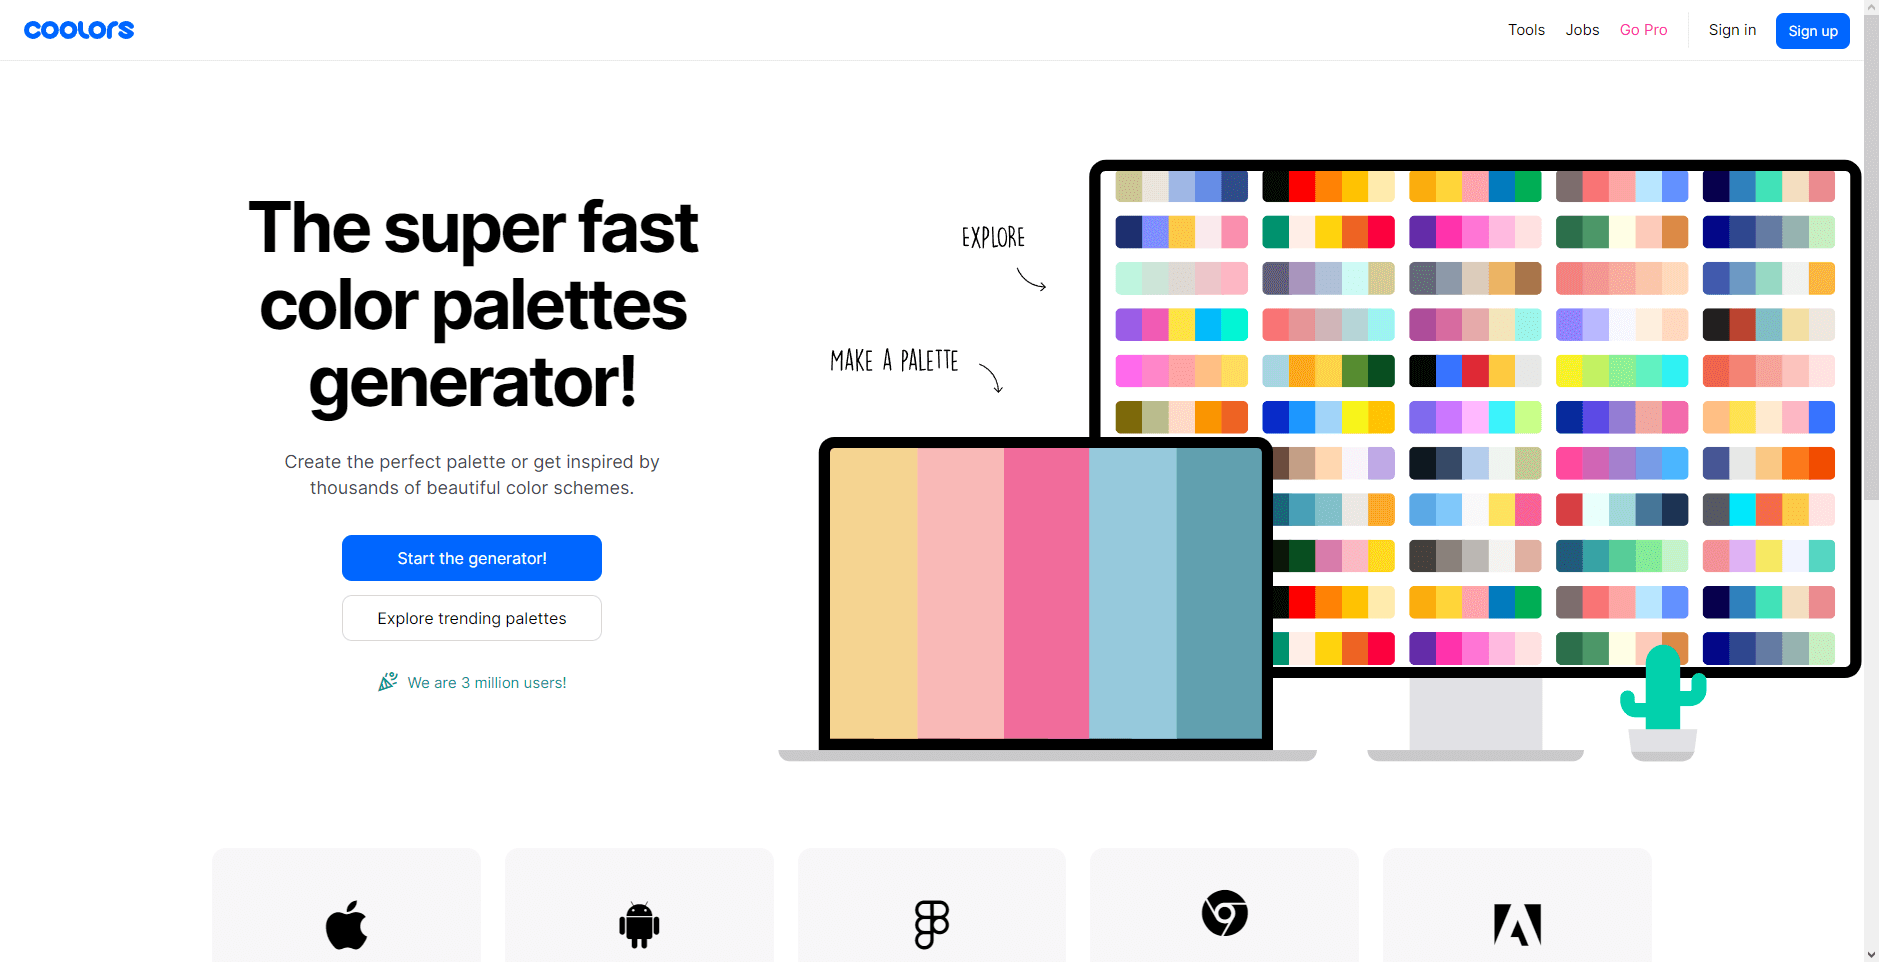 coolors
Tools
Jobs
Go Pro
Sign in
Sign up
The super fast
color palettes
generator!
Create the perfect palette or get inspired by
thousands of beautiful color schemes.
Start the generator!
Explore trending palettes
We are 3 million users!
EXPLORE
MAKE A PALETTE